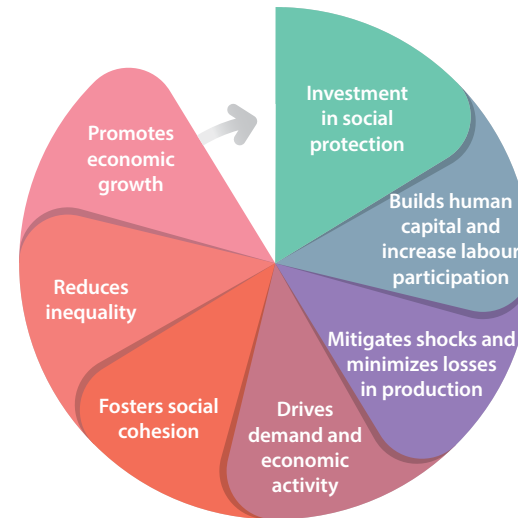 Investment
in social
protection
Builds human
capital and
increase labour
participation
Mitigates shocks and
minimizes losses
in production
Drives
demand and
economic
activity
Fosters social
cohesion
Reduces
inequality
Promotes
economic
growth